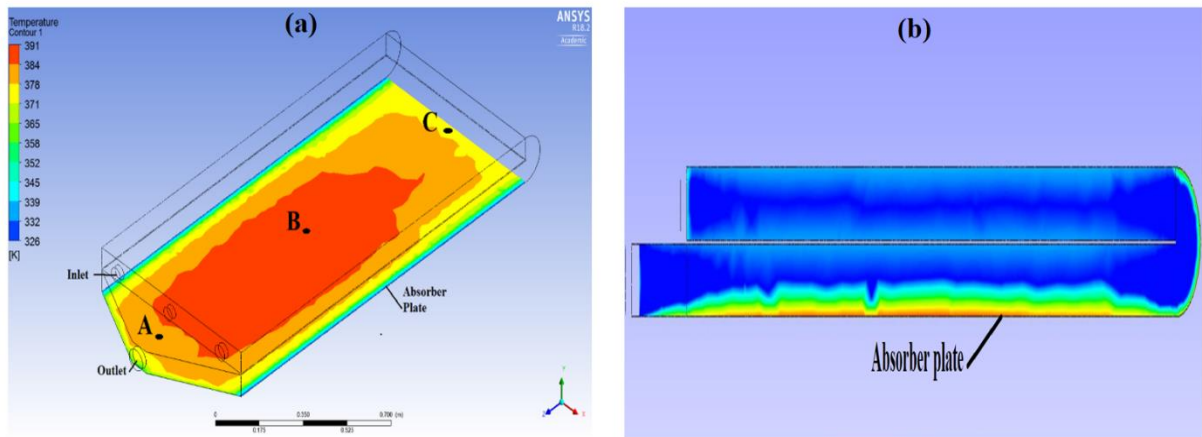 (a)
ANSYS
R18.2
Academic
Temperature
Contour 1
391
384
378
371
365
358
352
345
339
332
326
[K]
C
B
Inlet
Absorber
Plate
A
Outlet
0
0.350
0.700 (m)
0.175
0.525
Y
Z
X
(b)
Absorber plate